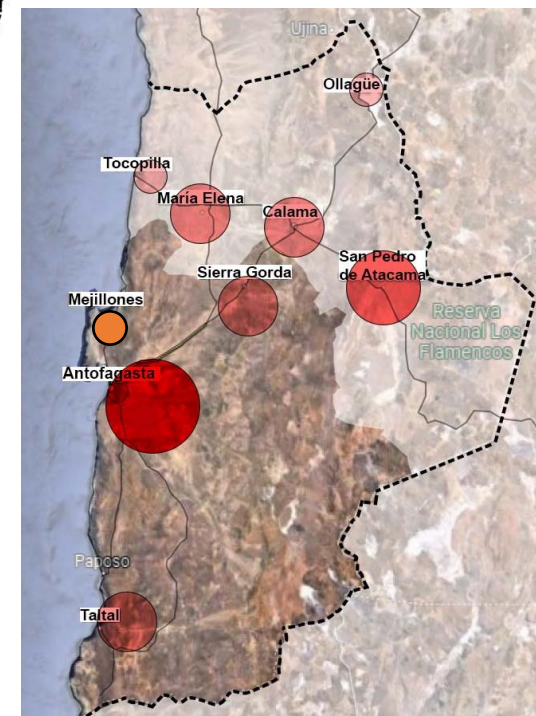 Ujina
Ollagüe
Tocopilla
María Elena
Calama
San Pedro
de Atacama
Sierra Gorda
Mejillones
Reserva
Nacional Los
Flamencos
Antofagasta
Paposo
Taltal